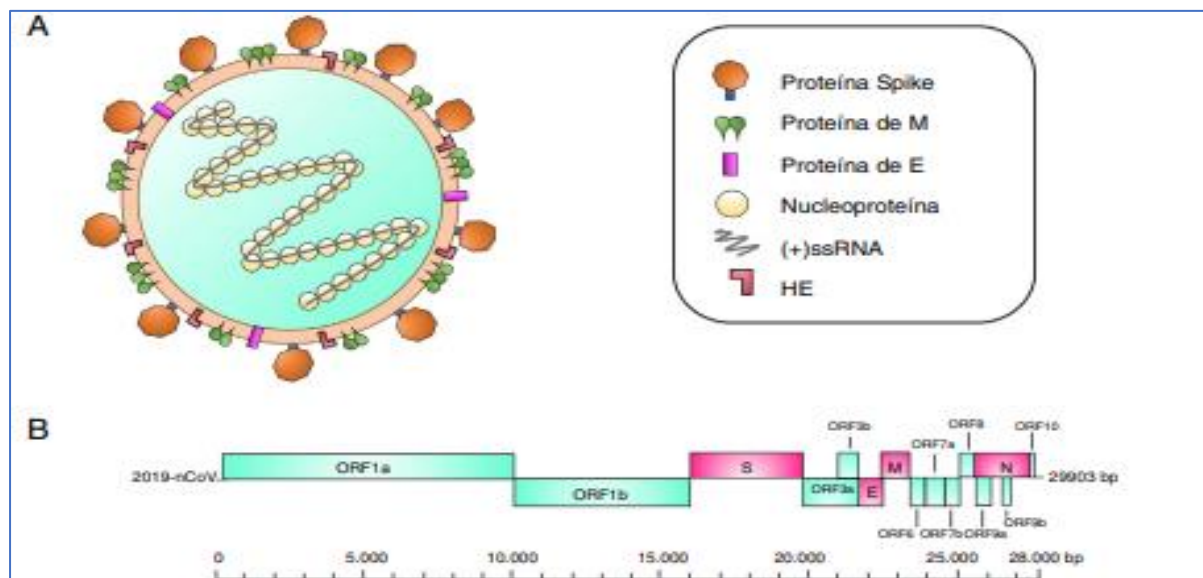 A
Proteína Spike
Proteína de M
Proteína de E
Nucleoproteína
(+)ssRNA
HE
B
ORF3b
ORF7a
ORF8
ORF10
2019-nCoV
ORF1a
S
M
N
29903 bp
ORF1b
ORF3a
E
ORF6
ORF7b
ORF9a
ORF9b
0
5.000
10.000
15.000
20.000
25.000
28.000 bp